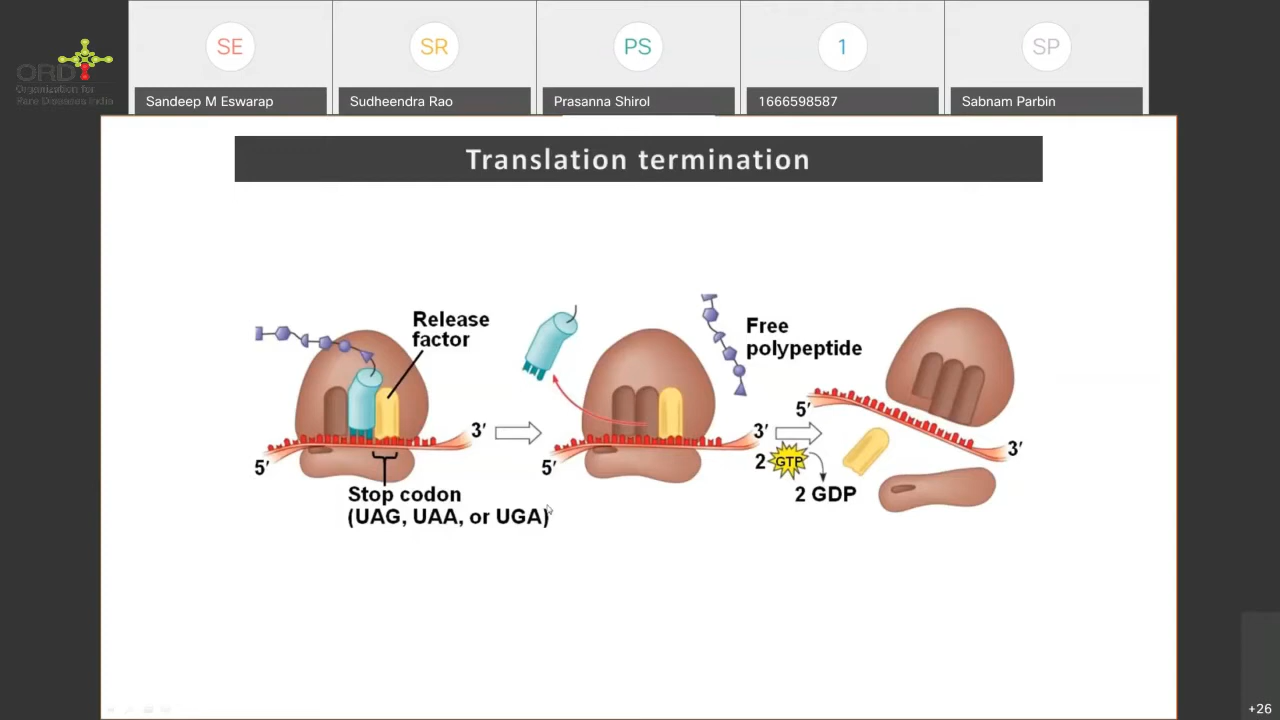 ORDI
Organization for
Rare Diseases India
SE
SR
PS
1
SP
Sandeep M Eswarap
Sudheendra Rao
Prasanna Shirol
1666598587
Sabnam Parbin
Translation termination
Release
factor
Free
polypeptide
5′
3′
Stop codon
(UAG, UAA, or UGA)
5′
3′
2 GTP
2 GDP
5′
3′
+26